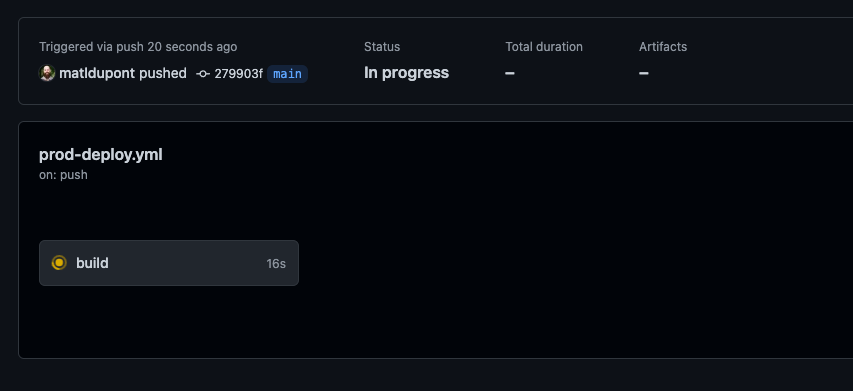 Triggered via push 20 seconds ago
matldupont pushed 279903f main
Status
In progress
Total duration
–
Artifacts
–
prod-deploy.yml
on: push
build 16s